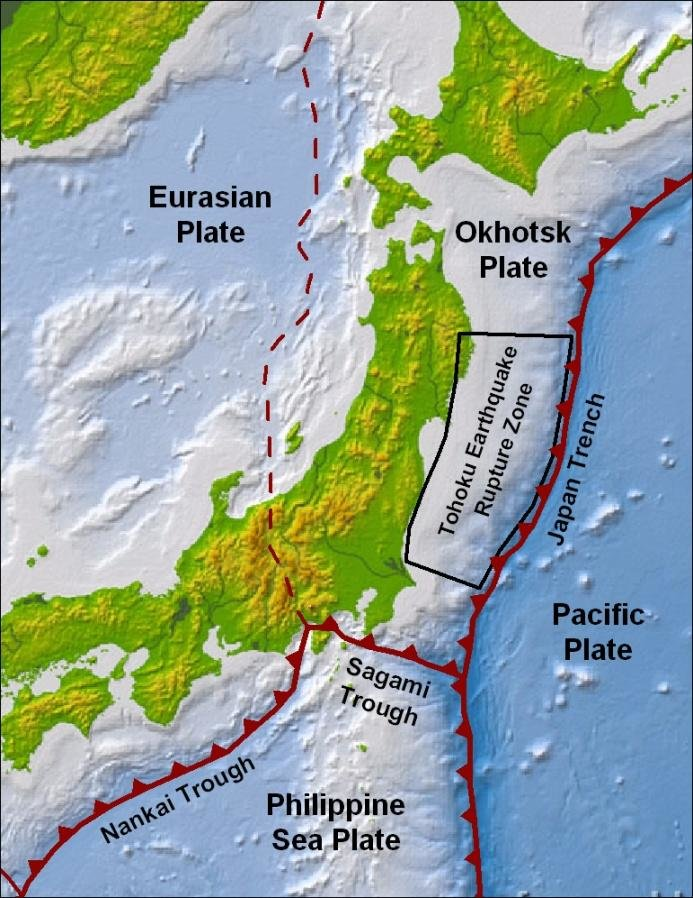 Eurasian
Plate
Okhotsk
Plate
Tohoku Earthquake
Rupture Zone
Japan Trench
Pacific
Plate
Sagami
Trough
Nankai Trough
Philippine
Sea Plate